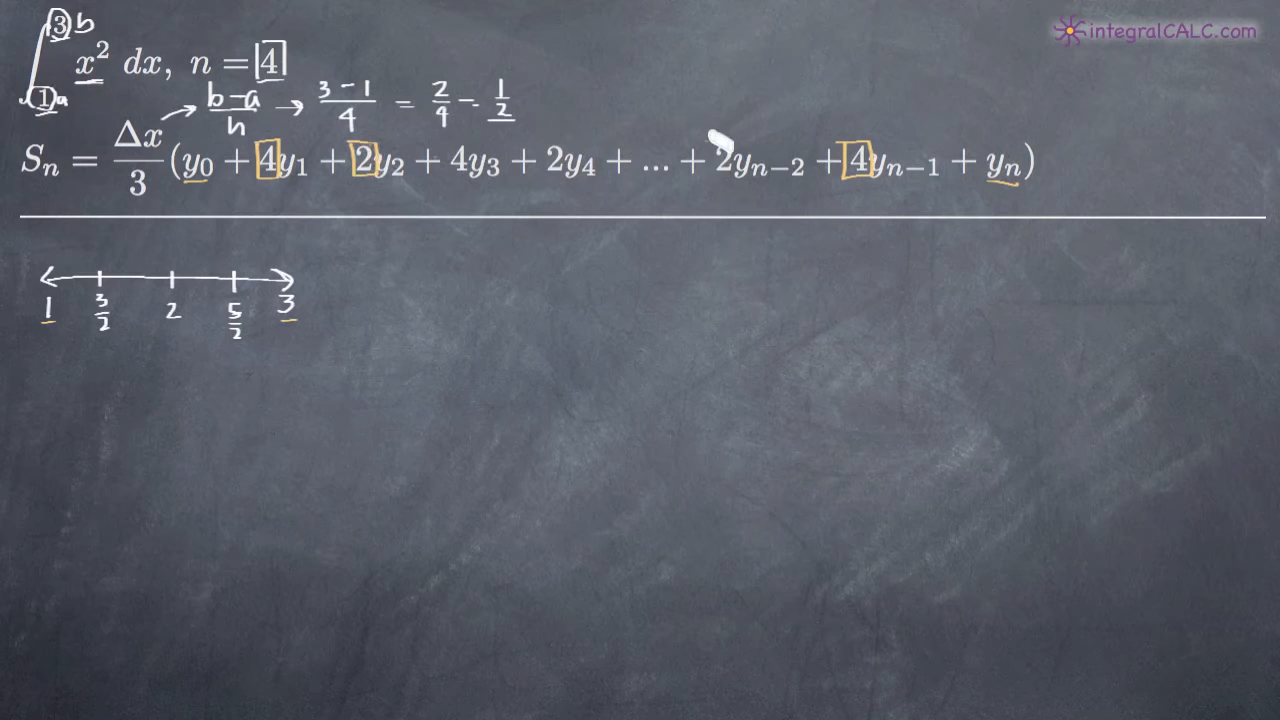 integralCALC.com
∫ 3 b
1 a
x² dx, n = 4
b-a/n → 3-1/4 = 2/4 - 1/2
Sₙ = Δx/3 (y₀ + 4y₁ + 2y₂ + 4y₃ + 2y₄ + ... + 2yₙ₋₂ + 4yₙ₋₁ + yₙ)
1 3/2 2 5/2 3